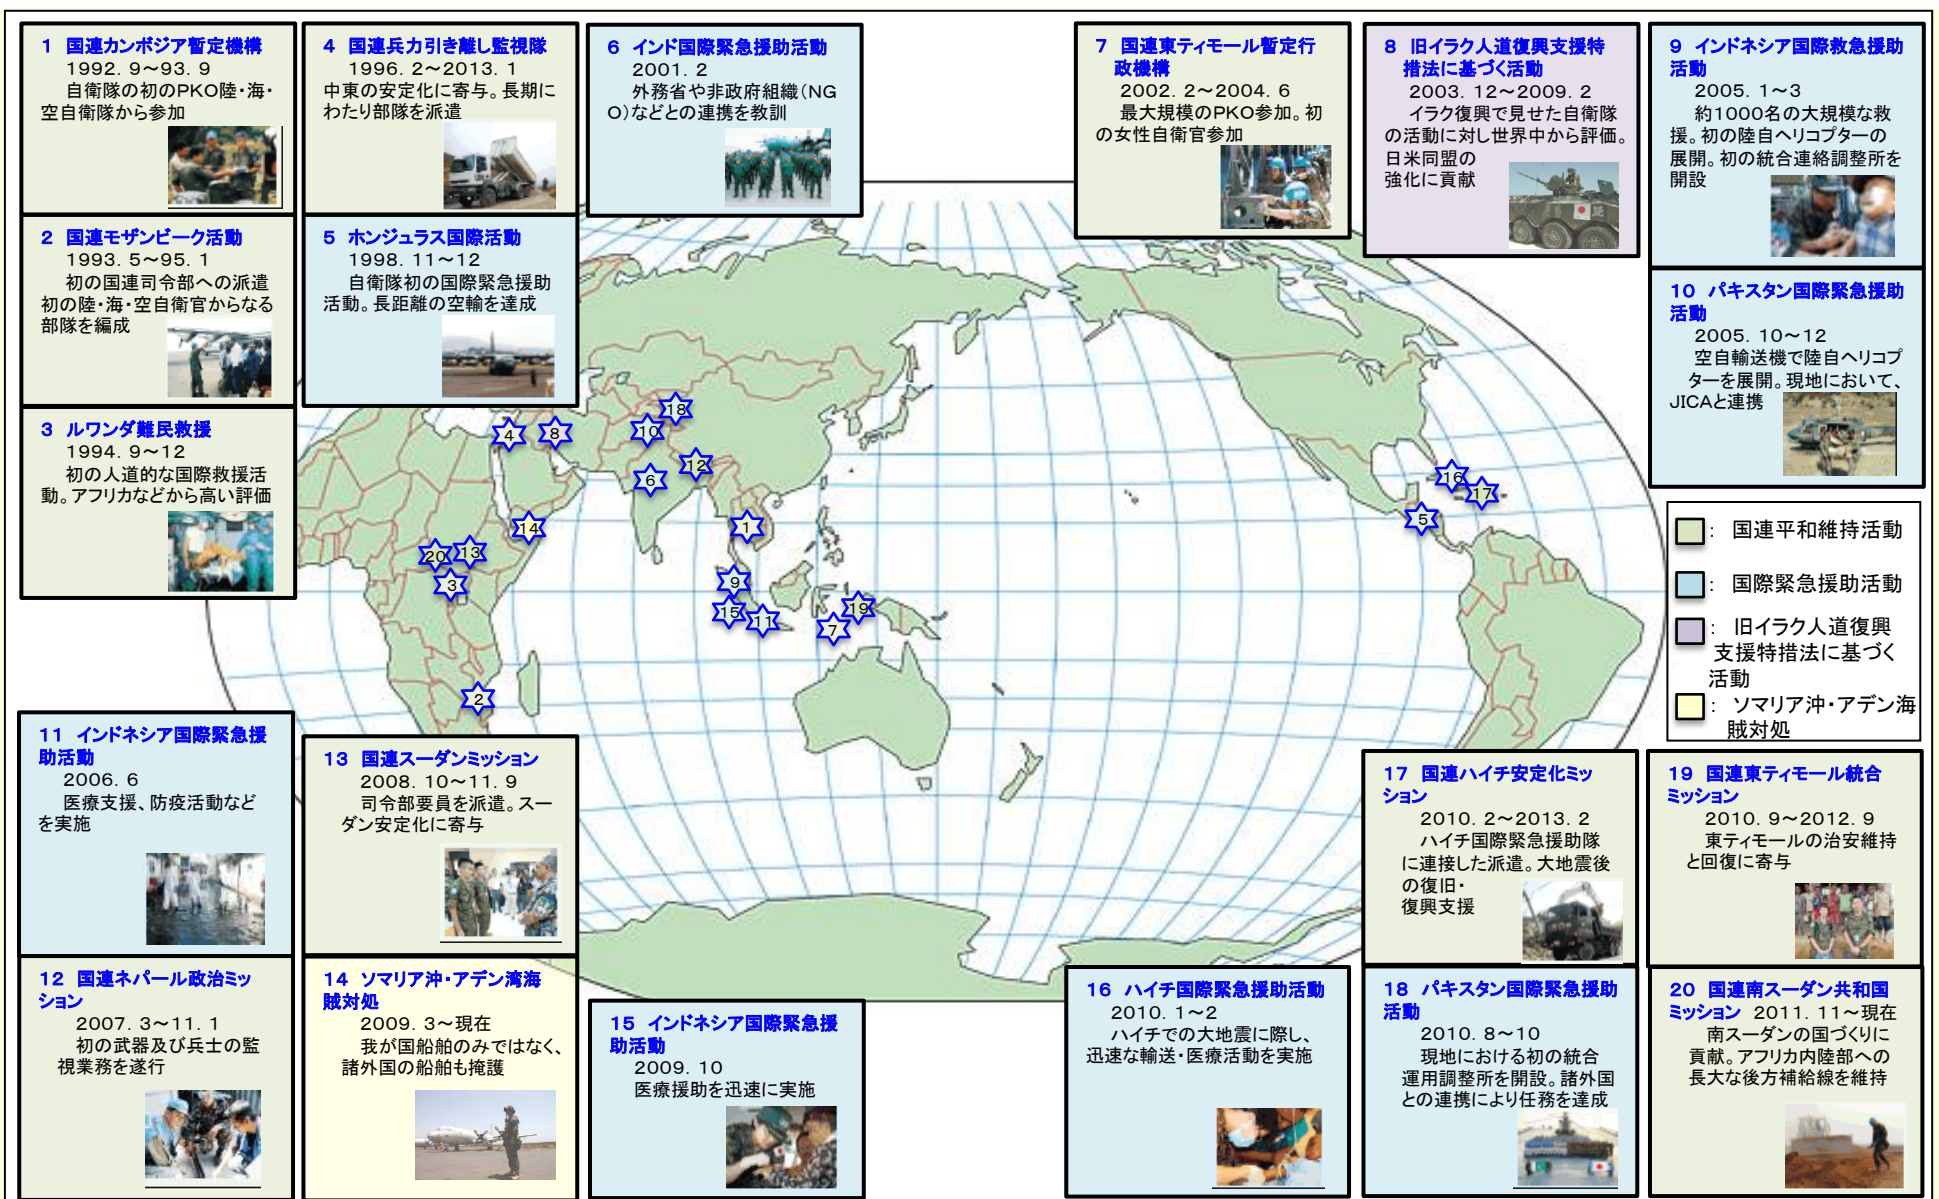 1 国連カンボジア暫定機構
1992. 9～93. 9
自衛隊の初のPKO陸・海・
空自衛隊から参加
2 国連モザンビーク活動
1993. 5～95. 1
初の国連司令部への派遣
初の陸・海・空自衛官からなる
部隊を編成
3 ルワンダ難民救援
1994. 9～12
初の人道的な国際救援活
動。アフリカなどから高い評価
4 国連兵力引き離し監視隊
1996. 2～2013. 1
中東の安定化に寄与。長期に
わたり部隊を派遣
5 ホンジュラス国際活動
1998. 11～12
自衛隊初の国際緊急援助
活動。長距離の空輸を達成
6 インド国際緊急援助活動
2001. 2
外務省や非政府組織(NG
O)などとの連携を教訓
7 国連東ティモール暫定行
政機構
2002. 2～2004. 6
最大規模のPKO参加。初
の女性自衛官参加
8 旧イラク人道復興支援特
措法に基づく活動
2003. 12～2009. 2
イラク復興で見せた自衛隊
の活動に対し世界中から評価。
日米同盟の
強化に貢献
9 インドネシア国際救急援助
活動
2005. 1～3
約1000名の大規模な救
援。初の陸自ヘリコプターの
展開。初の統合連絡調整所を
開設
10 パキスタン国際緊急援助
活動
2005. 10～12
空自輸送機で陸自ヘリコプ
ターを展開。現地において、
JICAと連携
: 国連平和維持活動
: 国際緊急援助活動
: 旧イラク人道復興
支援特措法に基づく
活動
: ソマリア沖・アデン海
賊対処
18
4
8
10
12
6
16
17
14
1
5
20
13
3
9
15
11
19
7
2
11 インドネシア国際緊急援
助活動
2006. 6
医療支援、防疫活動など
を実施
12 国連ネパール政治ミッ
ション
2007. 3～11. 1
初の武器及び兵士の監
視業務を遂行
13 国連スーダンミッション
2008. 10～11. 9
司令部要員を派遣。スー
ダン安定化に寄与
14 ソマリア沖・アデン湾海
賊対処
2009. 3～現在
我が国船舶のみではなく、
諸外国の船舶も掩護
15 インドネシア国際緊急援
助活動
2009. 10
医療援助を迅速に実施
16 ハイチ国際緊急援助活動
2010. 1～2
ハイチでの大地震に際し、
迅速な輸送・医療活動を実施
17 国連ハイチ安定化ミッ
ション
2010. 2～2013. 2
ハイチ国際緊急援助隊
に連接した派遣。大地震後
の復旧・
復興支援
18 パキスタン国際緊急援助
活動
2010. 8～10
現地における初の統合
運用調整所を開設。諸外国
との連携により任務を達成
19 国連東ティモール統合
ミッション
2010. 9～2012. 9
東ティモールの治安維持
と回復に寄与
20 国連南スーダン共和国
ミッション 2011. 11～現在
南スーダンの国づくりに
貢献。アフリカ内陸部への
長大な後方補給線を維持